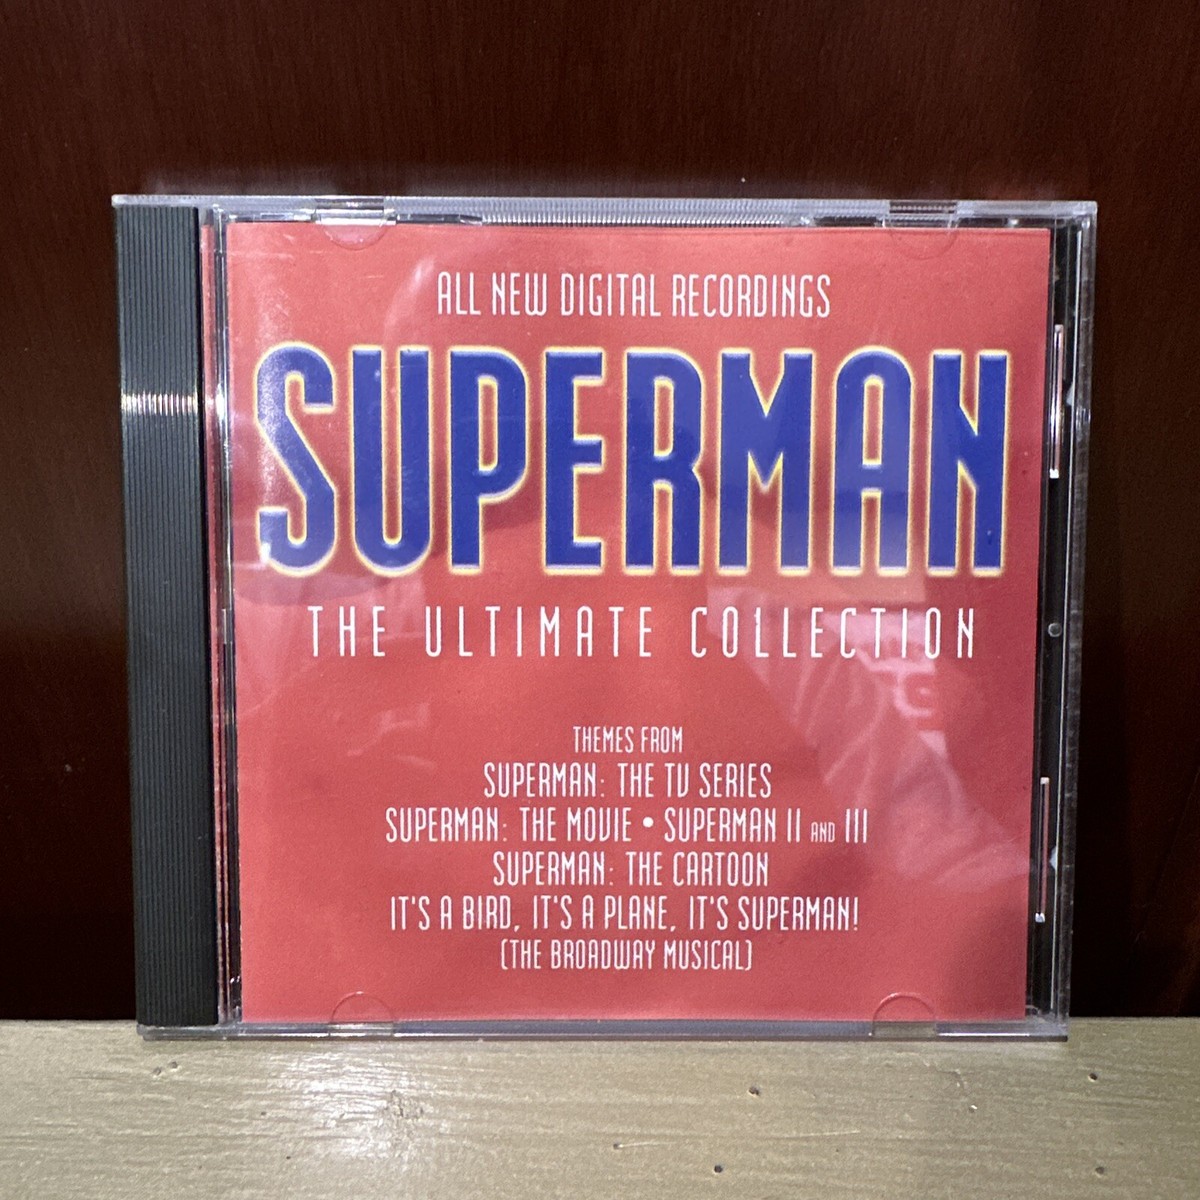 ALL NEW DIGITAL RECORDINGS
SUPERMAN
THE ULTIMATE COLLECTION
THEMES FROM
SUPERMAN: THE TV SERIES
SUPERMAN: THE MOVIE • SUPERMAN II AND III
SUPERMAN: THE CARTOON
IT'S A BIRD, IT'S A PLANE, IT'S SUPERMAN!
(THE BROADWAY MUSICAL)